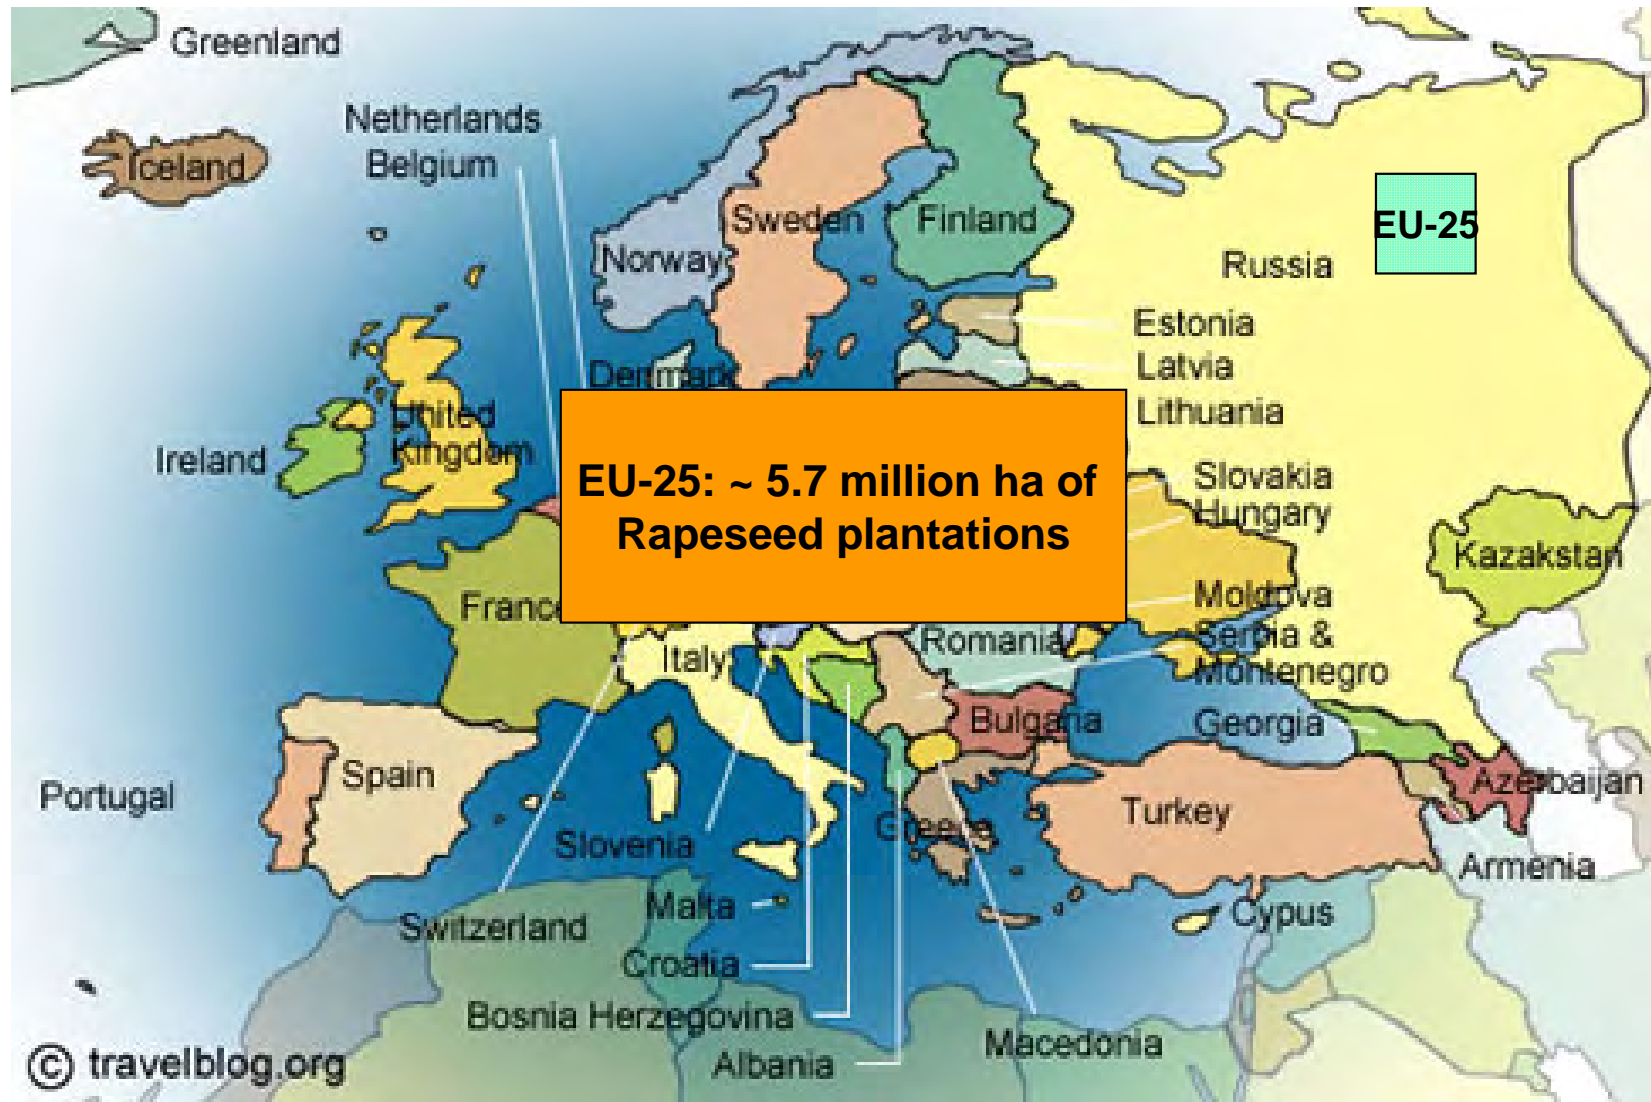 Greenland
Netherlands
Belgium
Iceland
Sweden
Finland
Norway
Russia
EU-25
Estonia
Latvia
Denmark
Lithuania
United
Kingdom
Ireland
EU-25: ~ 5.7 million ha of
Rapeseed plantations
Slovakia
Hungary
Kazakstan
France
Moldova
Romania
Serbia &
Montenegro
Italy
Bulgaria
Georgia
Spain
Portugal
Azerbaijan
Turkey
Greece
Slovenia
Armenia
Malta
Cypus
Switzerland
Croatia
Bosnia Herzegovina
Macedonia
Albania
© travelblog.org